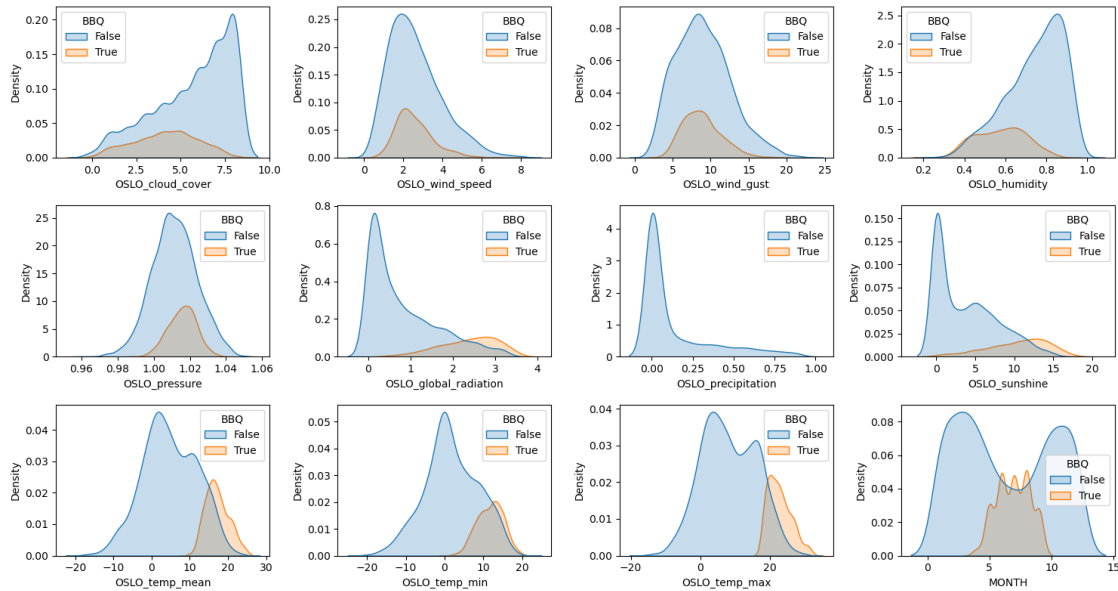 BBQ
False
True
Density
0.20
0.15
0.10
0.05
0.00
0.0 2.5 5.0 7.5 10.0
OSLO_cloud_cover
BBQ
False
True
Density
0.25
0.20
0.15
0.10
0.05
0.00
0 2 4 6 8
OSLO_wind_speed
BBQ
False
True
Density
0.08
0.06
0.04
0.02
0.00
0 5 10 15 20 25
OSLO_wind_gust
BBQ
False
True
Density
2.5
2.0
1.5
1.0
0.5
0.0
0.2 0.4 0.6 0.8 1.0
OSLO_humidity
BBQ
False
True
Density
25
20
15
10
5
0
0.96 0.98 1.00 1.02 1.04 1.06
OSLO_pressure
BBQ
False
True
Density
0.8
0.6
0.4
0.2
0.0
0 1 2 3 4
OSLO_global_radiation
BBQ
False
True
Density
4
3
2
1
0
0.00 0.25 0.50 0.75 1.00
OSLO_precipitation
BBQ
False
True
Density
0.150
0.125
0.100
0.075
0.050
0.025
0.000
0 5 10 15 20
OSLO_sunshine
BBQ
False
True
Density
0.04
0.03
0.02
0.01
0.00
−20 −10 0 10 20 30
OSLO_temp_mean
BBQ
False
True
Density
0.05
0.04
0.03
0.02
0.01
0.00
−20 −10 0 10 20
OSLO_temp_min
BBQ
False
True
Density
0.04
0.03
0.02
0.01
0.00
−20 0 20
OSLO_temp_max
BBQ
False
True
Density
0.08
0.06
0.04
0.02
0.00
0 5 10 15
MONTH